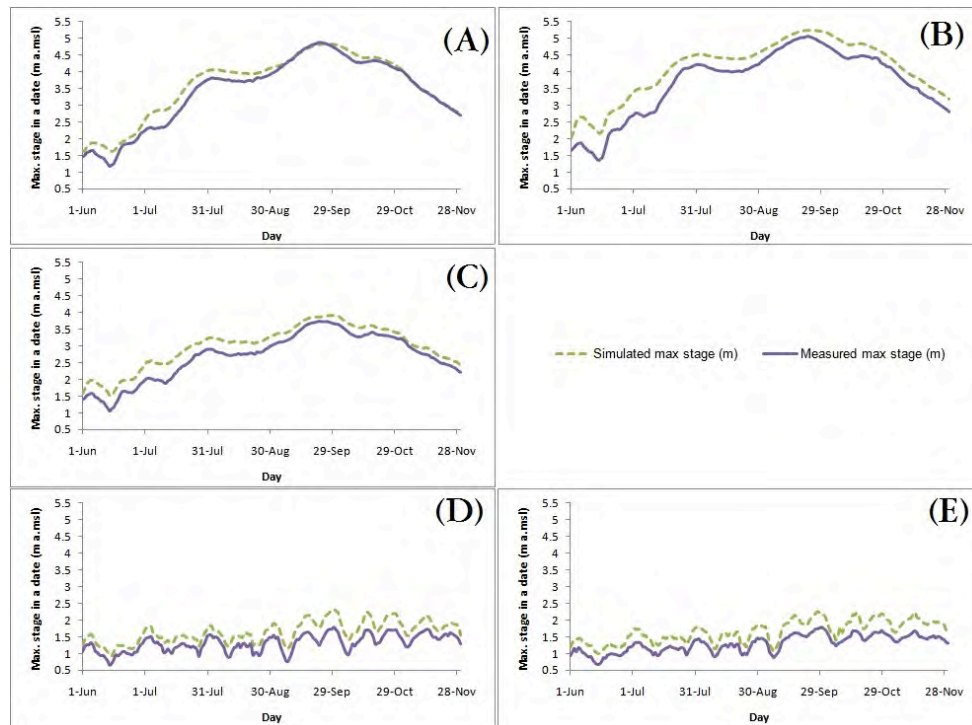 (A)
Max. stage in a date (m a.msl)
5.5
5
4.5
4
3.5
3
2.5
2
1.5
1
0.5
1-Jun 1-Jul 31-Jul 30-Aug 29-Sep 29-Oct 28-Nov
Day
(B)
Max. stage in a date (m a.msl)
5.5
5
4.5
4
3.5
3
2.5
2
1.5
1
0.5
1-Jun 1-Jul 31-Jul 30-Aug 29-Sep 29-Oct 28-Nov
Day
(C)
Max. stage in a date (m a.msl)
5.5
5
4.5
4
3.5
3
2.5
2
1.5
1
0.5
1-Jun 1-Jul 31-Jul 30-Aug 29-Sep 29-Oct 28-Nov
Day
Simulated max stage (m) Measured max stage (m)
(D)
Max. stage in a date (m a.msl)
5.5
5
4.5
4
3.5
3
2.5
2
1.5
1
0.5
1-Jun 1-Jul 31-Jul 30-Aug 29-Sep 29-Oct 28-Nov
Day
(E)
Max. stage in a date (m a.msl)
5.5
5
4.5
4
3.5
3
2.5
2
1.5
1
0.5
1-Jun 1-Jul 31-Jul 30-Aug 29-Sep 29-Oct 28-Nov
Day